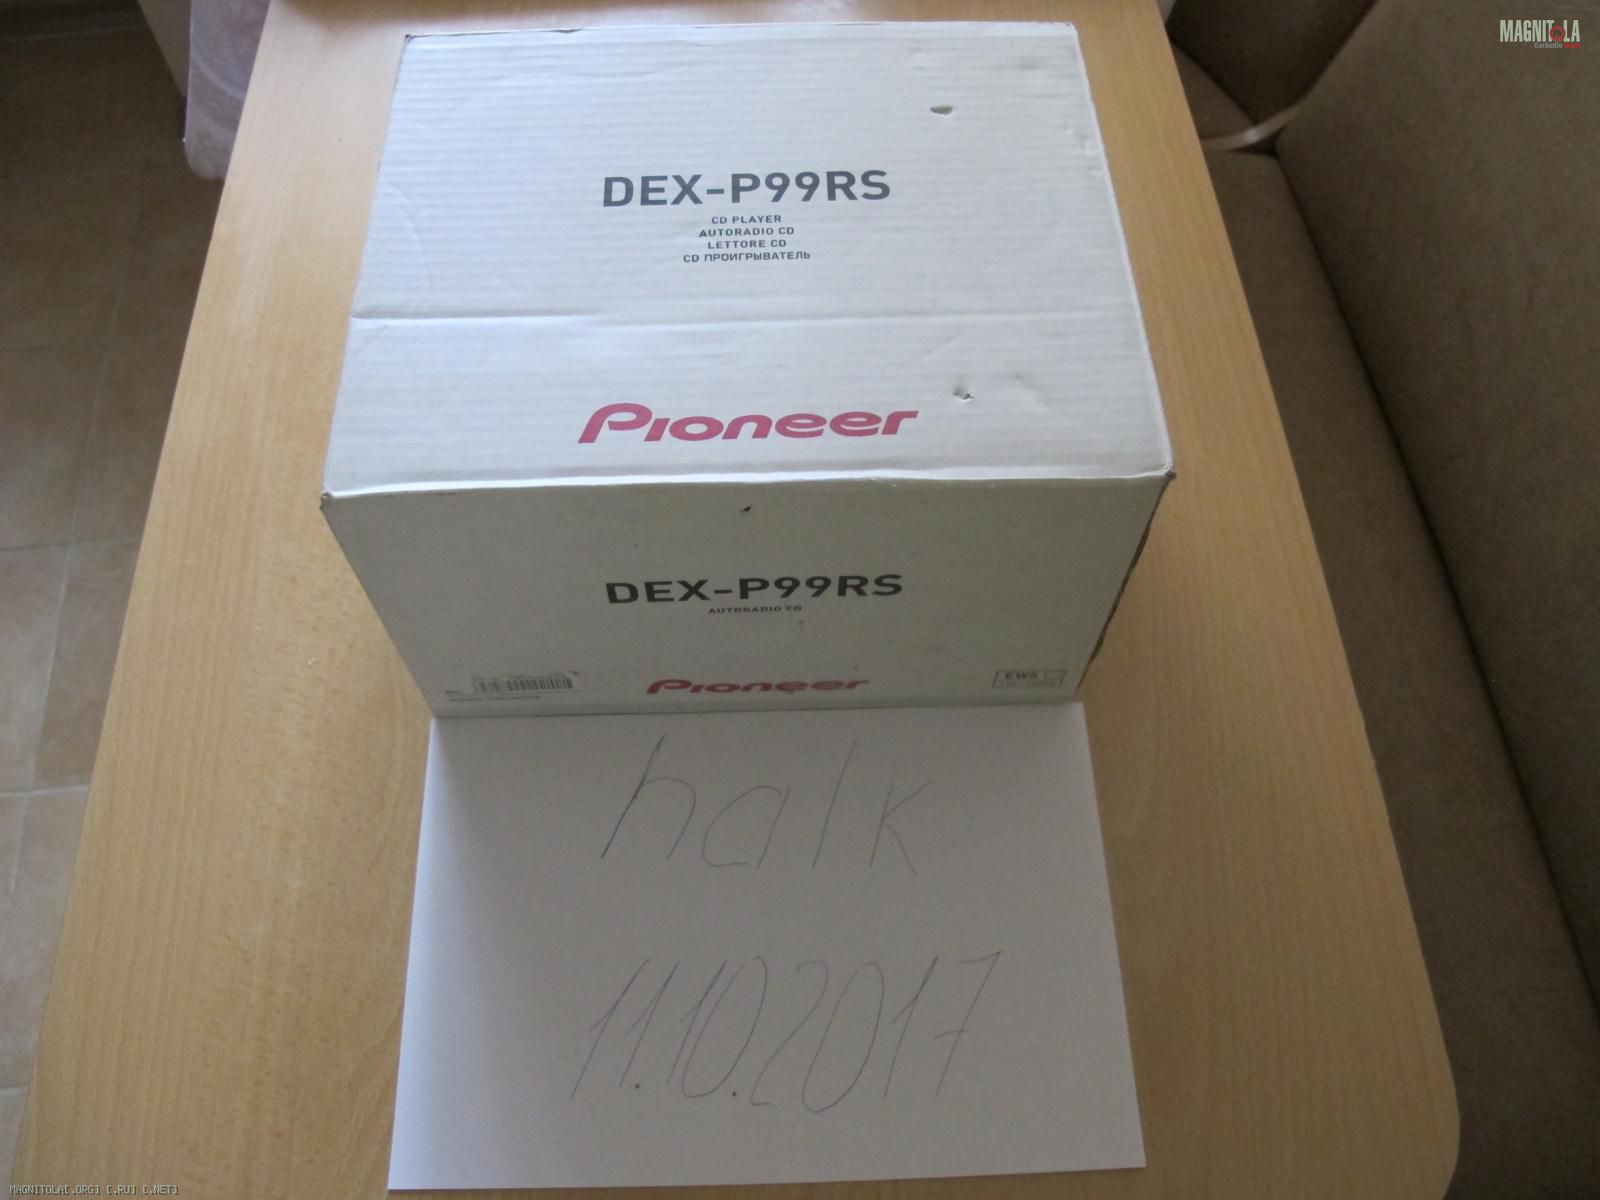 MAGNITOLA
DEX-P99RS
CD PLAYER
AUTORADIO CD
LETTORE CD
CD ПРОИГРЫВАТЕЛЬ
Pioneer
DEX-P99RS
AUTORADIO CD
Pioneer
EW5
halk
11.10.2017
MAGNITOLA[.ORG] [.RU] [.NET]